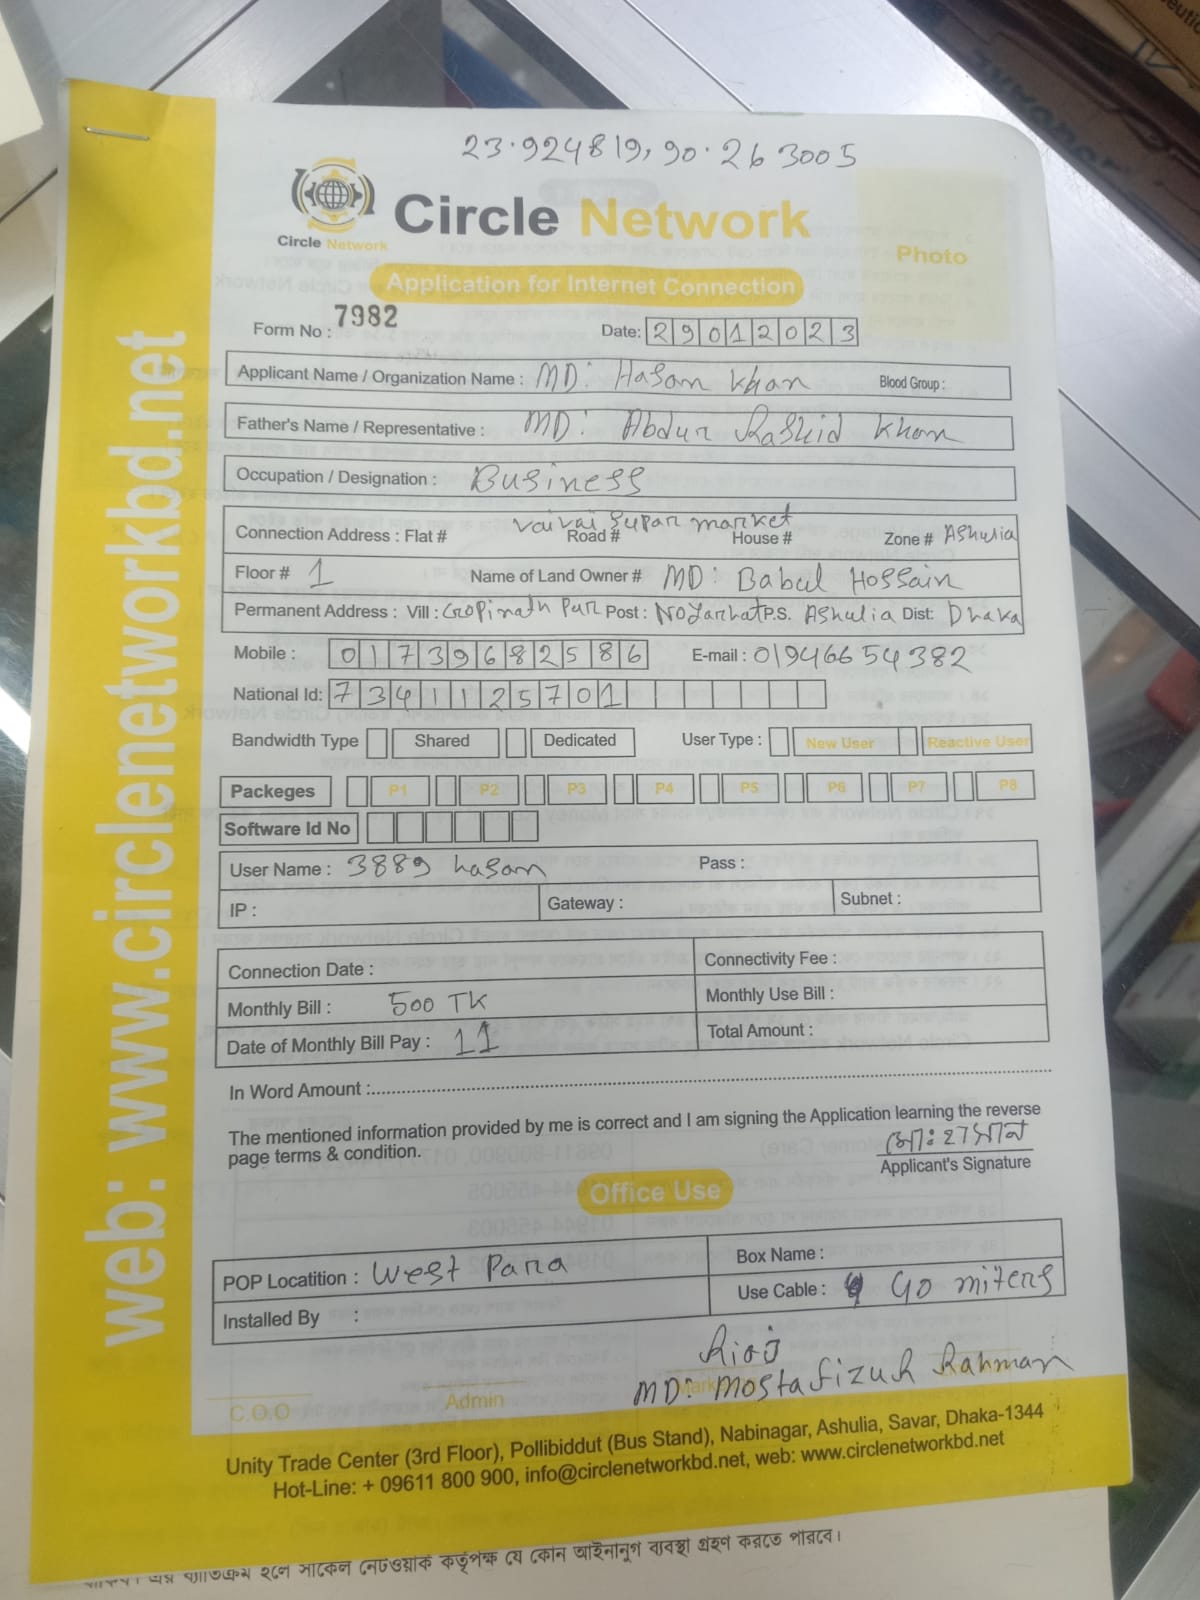 23.924819, 90.263005
Circle Network
Circle Network
Photo
Application for Internet Connection
Form No : 7982
Date: 29012023
Applicant Name / Organization Name : MD: Hasan Khan Blood Group :
Father's Name / Representative : MD: Abdur Rashid Khan
Occupation / Designation : Business
vai vai supar market
Connection Address : Flat # Road # House # Zone # Ashulia
Floor # 1 Name of Land Owner # MD: Babul Hossain
Permanent Address : Vill : Gropinath Pur Post : Noyarhat P.S. Ashulia Dist: Dhaka
Mobile : 01739682586 E-mail : 01946654382
National Id: 7341125701
Bandwidth Type Shared Dedicated User Type : New User Reactive User
Packeges P1 P2 P3 P4 P5 P6 P7 P8
Software Id No
User Name : 3889 hasan Pass :
IP : Gateway : Subnet :
Connection Date : Connectivity Fee :
Monthly Bill : 500 TK Monthly Use Bill :
Date of Monthly Bill Pay : 11 Total Amount :
In Word Amount :
The mentioned information provided by me is correct and I am signing the Application learning the reverse
page terms & condition.
মো: হাসান
Applicant's Signature
Office Use
POP Locatition : West Para Box Name :
Installed By : Use Cable : 90 miters
MD: Mostafizur Rahman
C.O.O Admin
Unity Trade Center (3rd Floor), Pollibiddut (Bus Stand), Nabinagar, Ashulia, Savar, Dhaka-1344
Hot-Line: + 09611 800 900, info@circlenetworkbd.net, web: www.circlenetworkbd.net
web: www.circlenetworkbd.net
হলে সার্কেল নেটওয়ার্ক কর্তৃপক্ষ যে কোন আইনানুগ ব্যবস্থা গ্রহণ করতে পারবে।